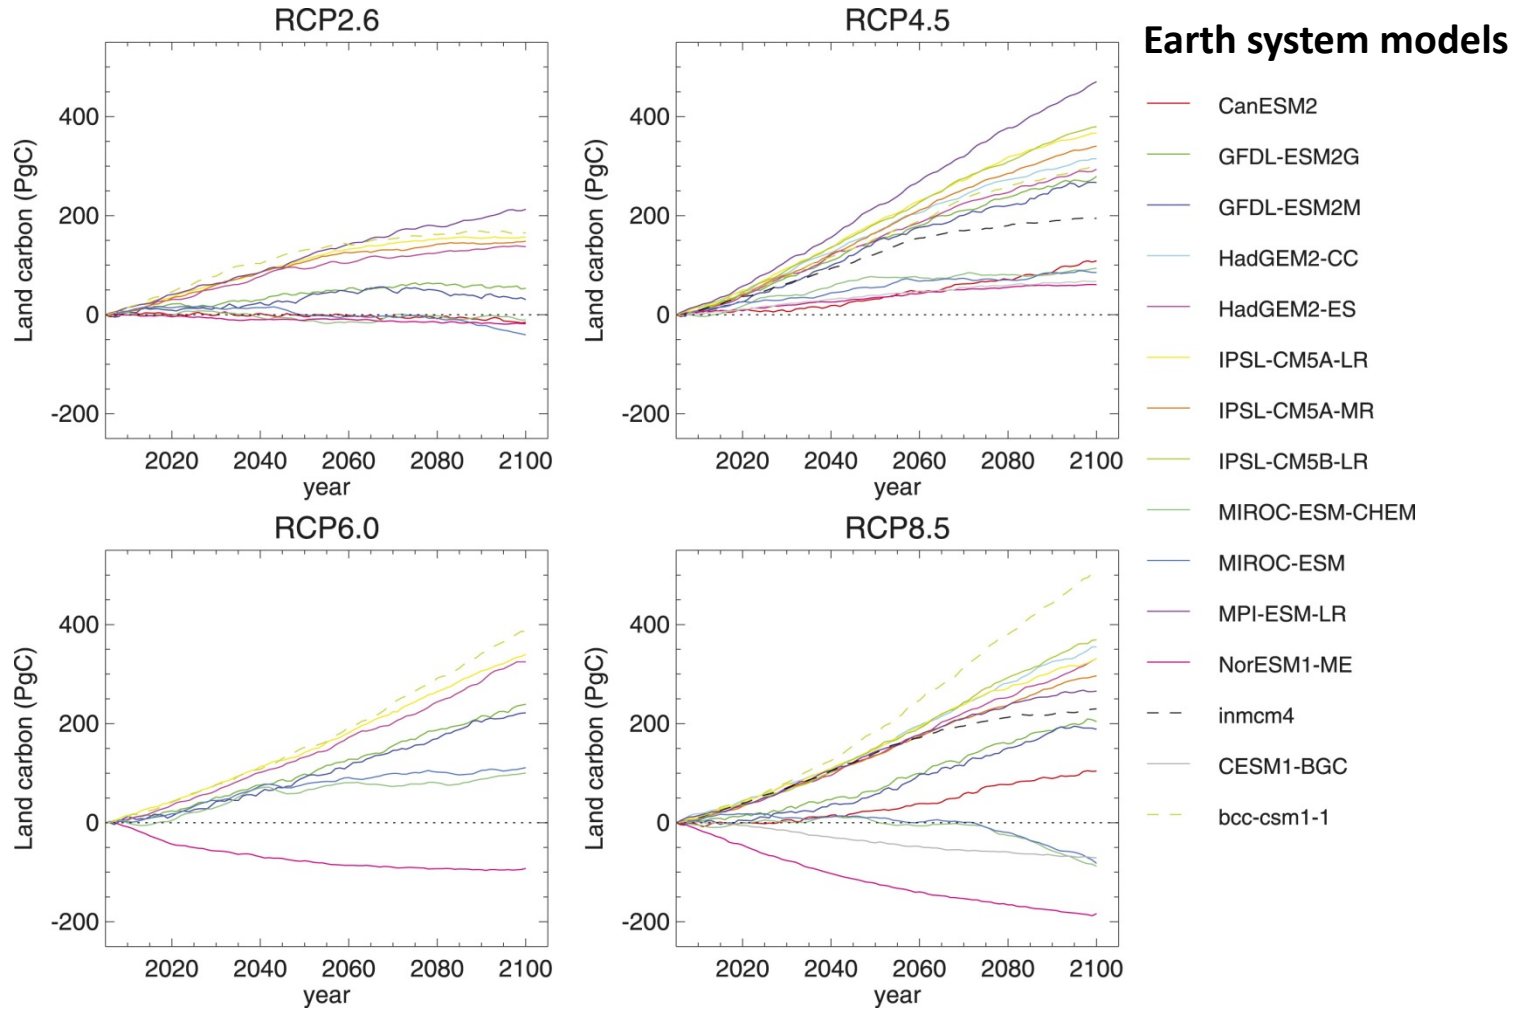 RCP2.6
Land carbon (PgC)
400
200
0
-200
2020 2040 2060 2080 2100
year
RCP4.5
Land carbon (PgC)
400
200
0
-200
2020 2040 2060 2080 2100
year
RCP6.0
Land carbon (PgC)
400
200
0
-200
2020 2040 2060 2080 2100
year
RCP8.5
Land carbon (PgC)
400
200
0
-200
2020 2040 2060 2080 2100
year
Earth system models
CanESM2
GFDL-ESM2G
GFDL-ESM2M
HadGEM2-CC
HadGEM2-ES
IPSL-CM5A-LR
IPSL-CM5A-MR
IPSL-CM5B-LR
MIROC-ESM-CHEM
MIROC-ESM
MPI-ESM-LR
NorESM1-ME
inmcm4
CESM1-BGC
bcc-csm1-1